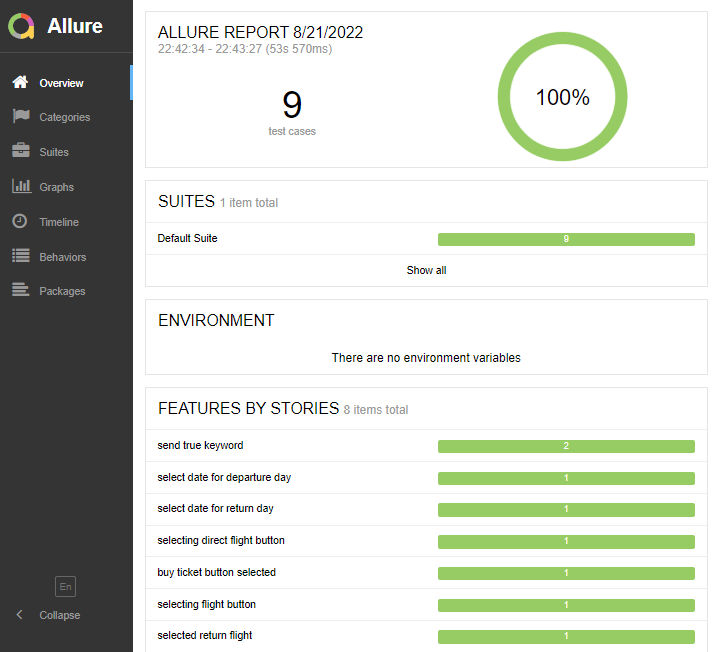 Allure
Overview
Categories
Suites
Graphs
Timeline
Behaviors
Packages
En
Collapse
ALLURE REPORT 8/21/2022
22:42:34 - 22:43:27 (53s 570ms)
9
test cases
100%
SUITES 1 item total
Default Suite 9
Show all
ENVIRONMENT
There are no environment variables
FEATURES BY STORIES 8 items total
send true keyword 2
select date for departure day 1
select date for return day 1
selecting direct flight button 1
buy ticket button selected 1
selecting flight button 1
selected return flight 1